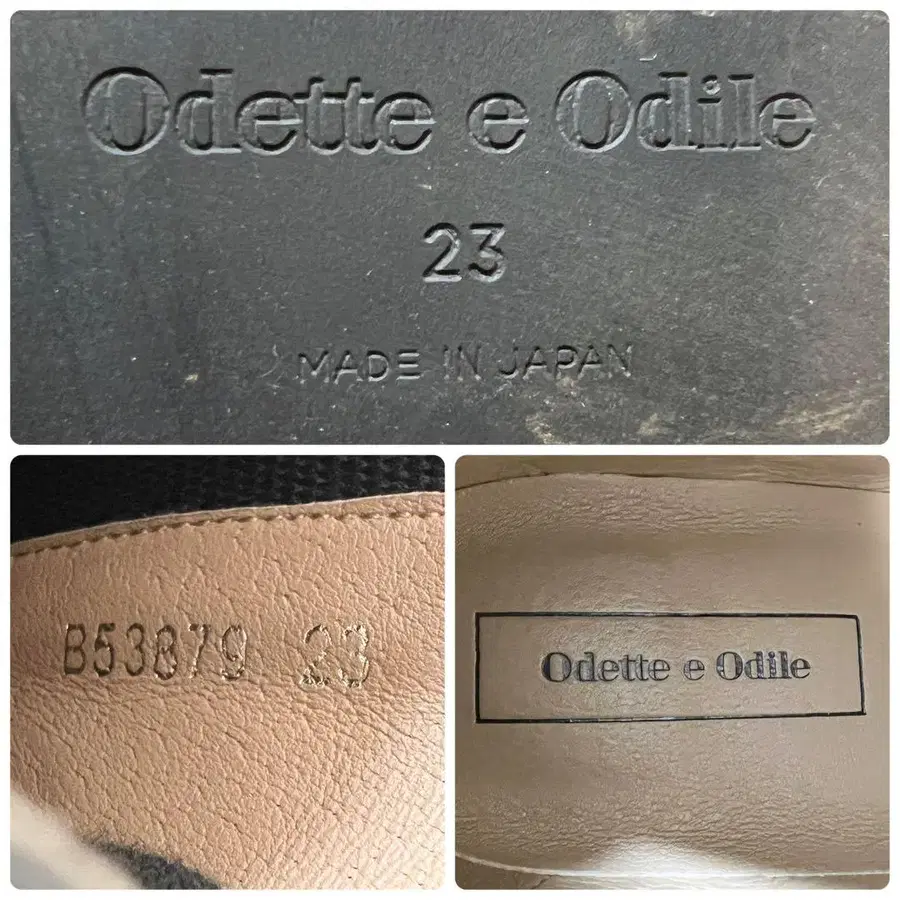 Odette e Odile
23
MADE IN JAPAN
B53879 23
Odette e Odile